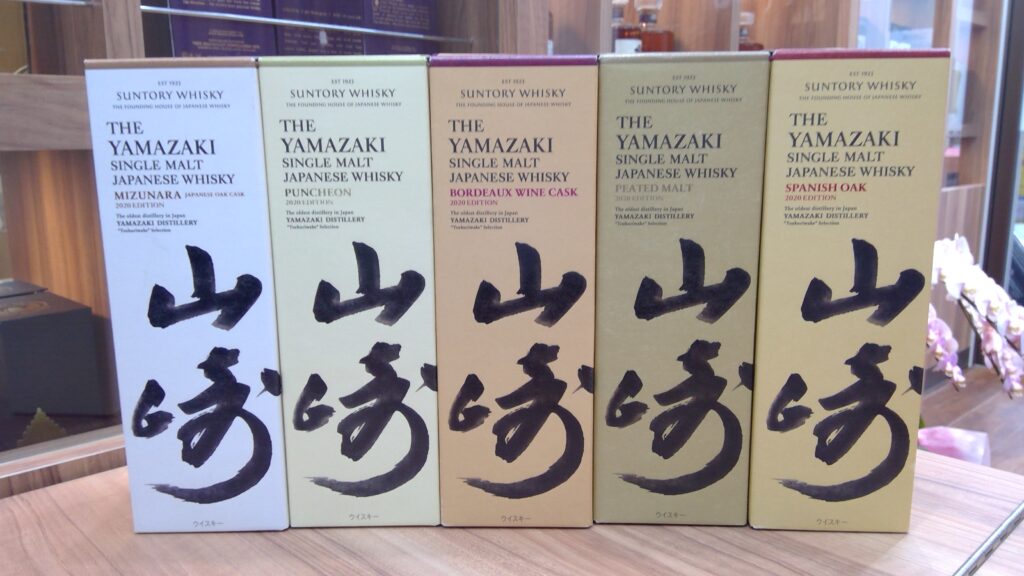 EST 1923
SUNTORY WHISKY
THE FOUNDING HOUSE OF JAPANESE WHISKY
THE
YAMAZAKI
SINGLE MALT
JAPANESE WHISKY
MIZUNARA JAPANESE OAK CASK
2020 EDITION
The oldest distillery in Japan
YAMAZAKI DISTILLERY
"Tsukuriwake" Selection
山崎
ウイスキー
EST 1923
SUNTORY WHISKY
THE FOUNDING HOUSE OF JAPANESE WHISKY
THE
YAMAZAKI
SINGLE MALT
JAPANESE WHISKY
PUNCHEON
2020 EDITION
The oldest distillery in Japan
YAMAZAKI DISTILLERY
"Tsukuriwake" Selection
山崎
ウイスキー
EST 1923
SUNTORY WHISKY
THE FOUNDING HOUSE OF JAPANESE WHISKY
THE
YAMAZAKI
SINGLE MALT
JAPANESE WHISKY
BORDEAUX WINE CASK
2020 EDITION
The oldest distillery in Japan
YAMAZAKI DISTILLERY
"Tsukuriwake" Selection
山崎
ウイスキー
EST 1923
SUNTORY WHISKY
THE FOUNDING HOUSE OF JAPANESE WHISKY
THE
YAMAZAKI
SINGLE MALT
JAPANESE WHISKY
PEATED MALT
2020 EDITION
The oldest distillery in Japan
YAMAZAKI DISTILLERY
"Tsukuriwake" Selection
山崎
ウイスキー
EST 1923
SUNTORY WHISKY
THE FOUNDING HOUSE OF JAPANESE WHISKY
THE
YAMAZAKI
SINGLE MALT
JAPANESE WHISKY
SPANISH OAK
2020 EDITION
The oldest distillery in Japan
YAMAZAKI DISTILLERY
"Tsukuriwake" Selection
山崎
ウイスキー